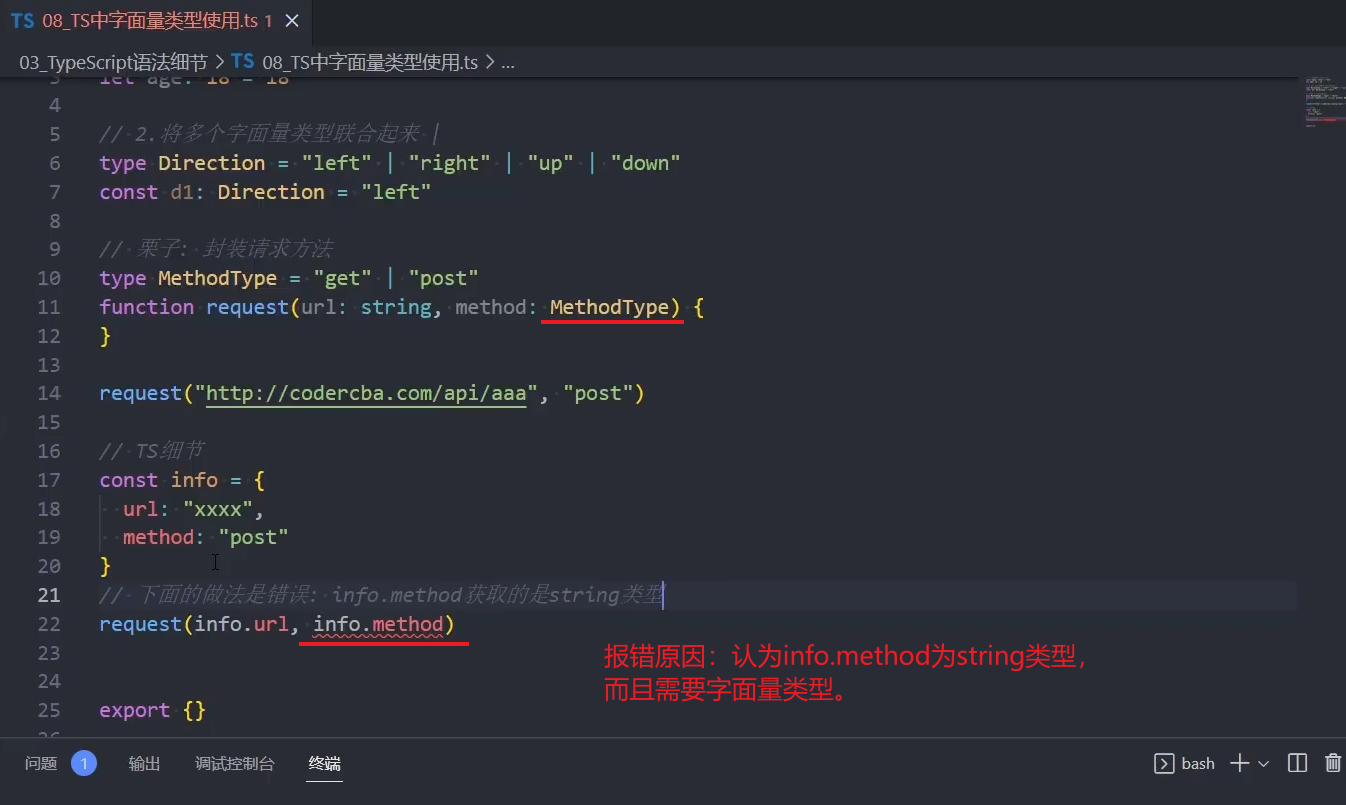 TS 08_TS中字面量类型使用.ts 1 ×
03_TypeScript语法细节 > TS 08_TS中字面量类型使用.ts > ...
3 let age: 18 = 18
4
5 // 2.将多个字面量类型联合起来 |
6 type Direction = "left" | "right" | "up" | "down"
7 const d1: Direction = "left"
8
9 // 栗子: 封装请求方法
10 type MethodType = "get" | "post"
11 function request(url: string, method: MethodType) {
12 }
13
14 request("http://codercba.com/api/aaa", "post")
15
16 // TS细节
17 const info = {
18 url: "xxxx",
19 method: "post"
20 }
21 // 下面的做法是错误: info.method获取的是string类型
22 request(info.url, info.method)
23
报错原因：认为info.method为string类型，
24
而且需要字面量类型。
25 export {}
26
问题 1 输出 调试控制台 终端 bash